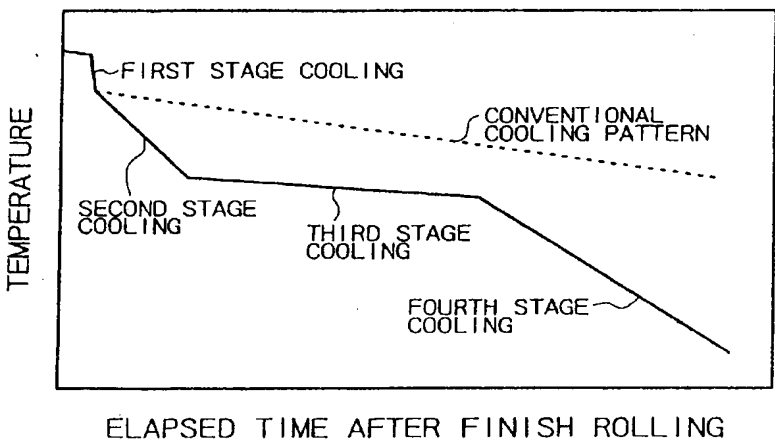 FIRST STAGE COOLING
CONVENTIONAL
COOLING PATTERN
SECOND STAGE
COOLING
THIRD STAGE
COOLING
FOURTH STAGE
COOLING
TEMPERATURE
ELAPSED TIME AFTER FINISH ROLLING